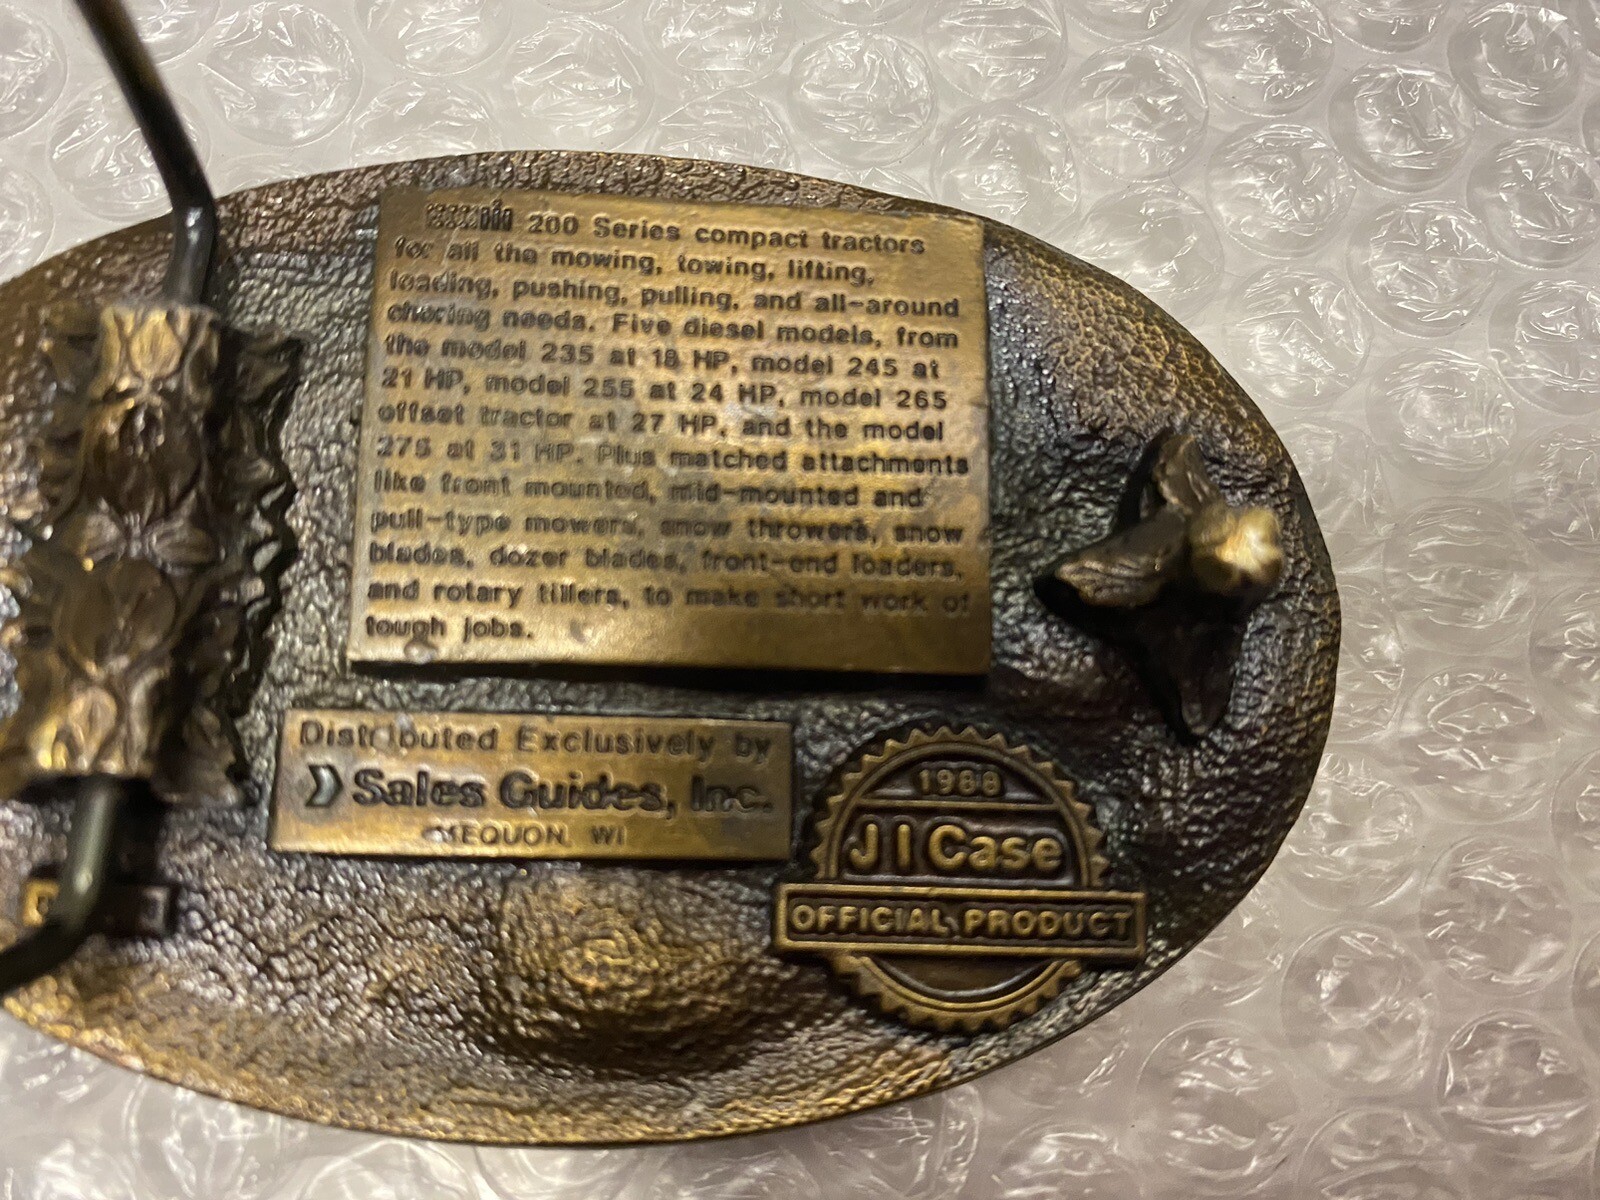 200 Series compact tractors
for all the mowing, towing, lifting,
loading, pushing, pulling, and all-around
choring needs. Five diesel models, from
the model 235 at 18 HP, model 245 at
21 HP, model 255 at 24 HP, model 265
offset tractor at 27 HP, and the model
275 at 31 HP. Plus matched attachments
like front mounted, mid-mounted and
pull-type mowers, snow throwers, snow
blades, dozer blades, front-end loaders,
and rotary tillers, to make short work of
tough jobs.
Distributed Exclusively by
Sales Guides, Inc.
MEQUON, WI
1988
J I Case
OFFICIAL PRODUCT